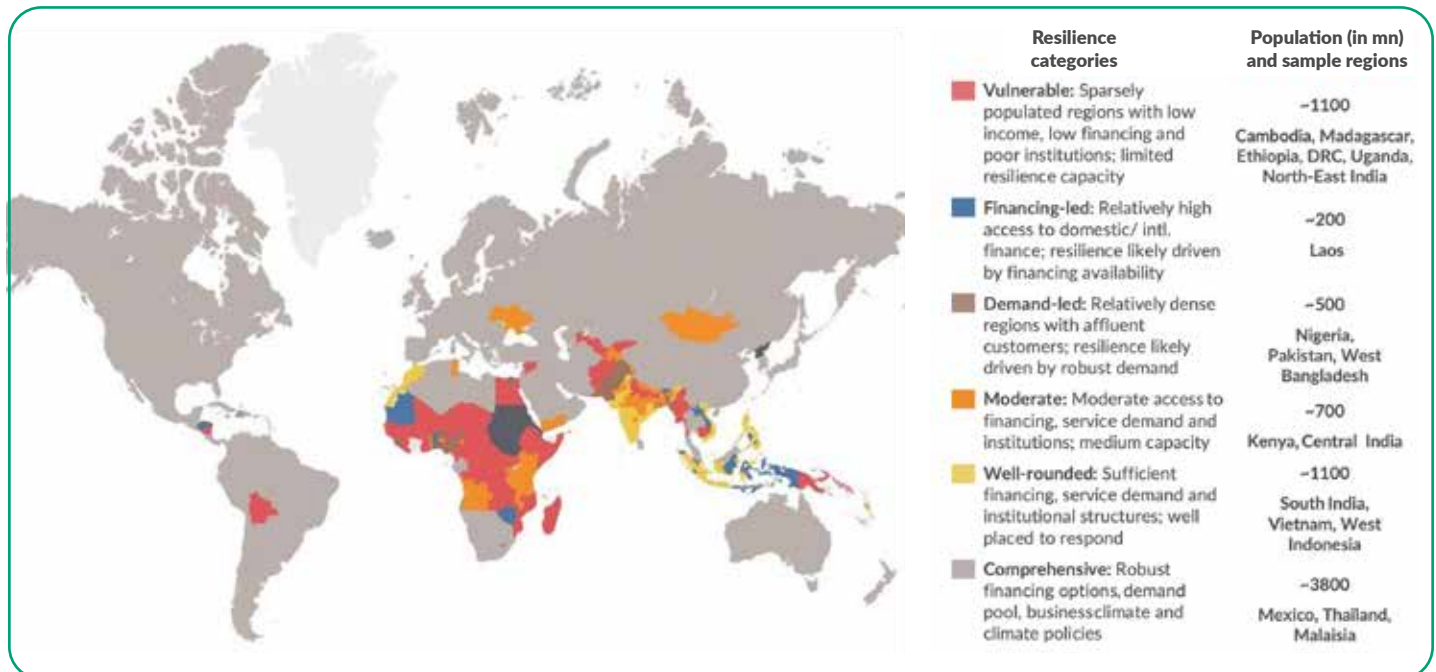 Resilience
categories
Population (in mn)
and sample regions
Vulnerable: Sparsely
populated regions with low
income, low financing and
poor institutions; limited
resilience capacity
~1100
Cambodia, Madagascar,
Ethiopia, DRC, Uganda,
North-East India
Financing-led: Relatively high
access to domestic/ intl.
finance; resilience likely driven
by financing availability
~200
Laos
Demand-led: Relatively dense
regions with affluent
customers; resilience likely
driven by robust demand
~500
Nigeria,
Pakistan, West
Bangladesh
Moderate: Moderate access to
financing, service demand and
institutions; medium capacity
~700
Kenya, Central India
Well-rounded: Sufficient
financing, service demand and
institutional structures; well
placed to respond
~1100
South India,
Vietnam, West
Indonesia
Comprehensive: Robust
financing options, demand
pool, businessclimate and
climate policies
~3800
Mexico, Thailand,
Malaisia